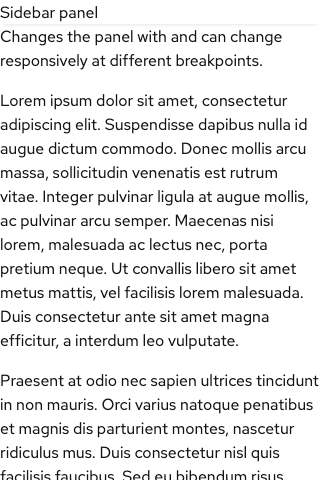 Sidebar panel
Changes the panel with and can change
responsively at different breakpoints.
Lorem ipsum dolor sit amet, consectetur
adipiscing elit. Suspendisse dapibus nulla id
augue dictum commodo. Donec mollis arcu
massa, sollicitudin venenatis est rutrum
vitae. Integer pulvinar ligula at augue mollis,
ac pulvinar arcu semper. Maecenas nisi
lorem, malesuada ac lectus nec, porta
pretium neque. Ut convallis libero sit amet
metus mattis, vel facilisis lorem malesuada.
Duis consectetur ante sit amet magna
efficitur, a interdum leo vulputate.
Praesent at odio nec sapien ultrices tincidunt
in non mauris. Orci varius natoque penatibus
et magnis dis parturient montes, nascetur
ridiculus mus. Duis consectetur nisl quis
facilisis faucibus. Sed eu bibendum risus